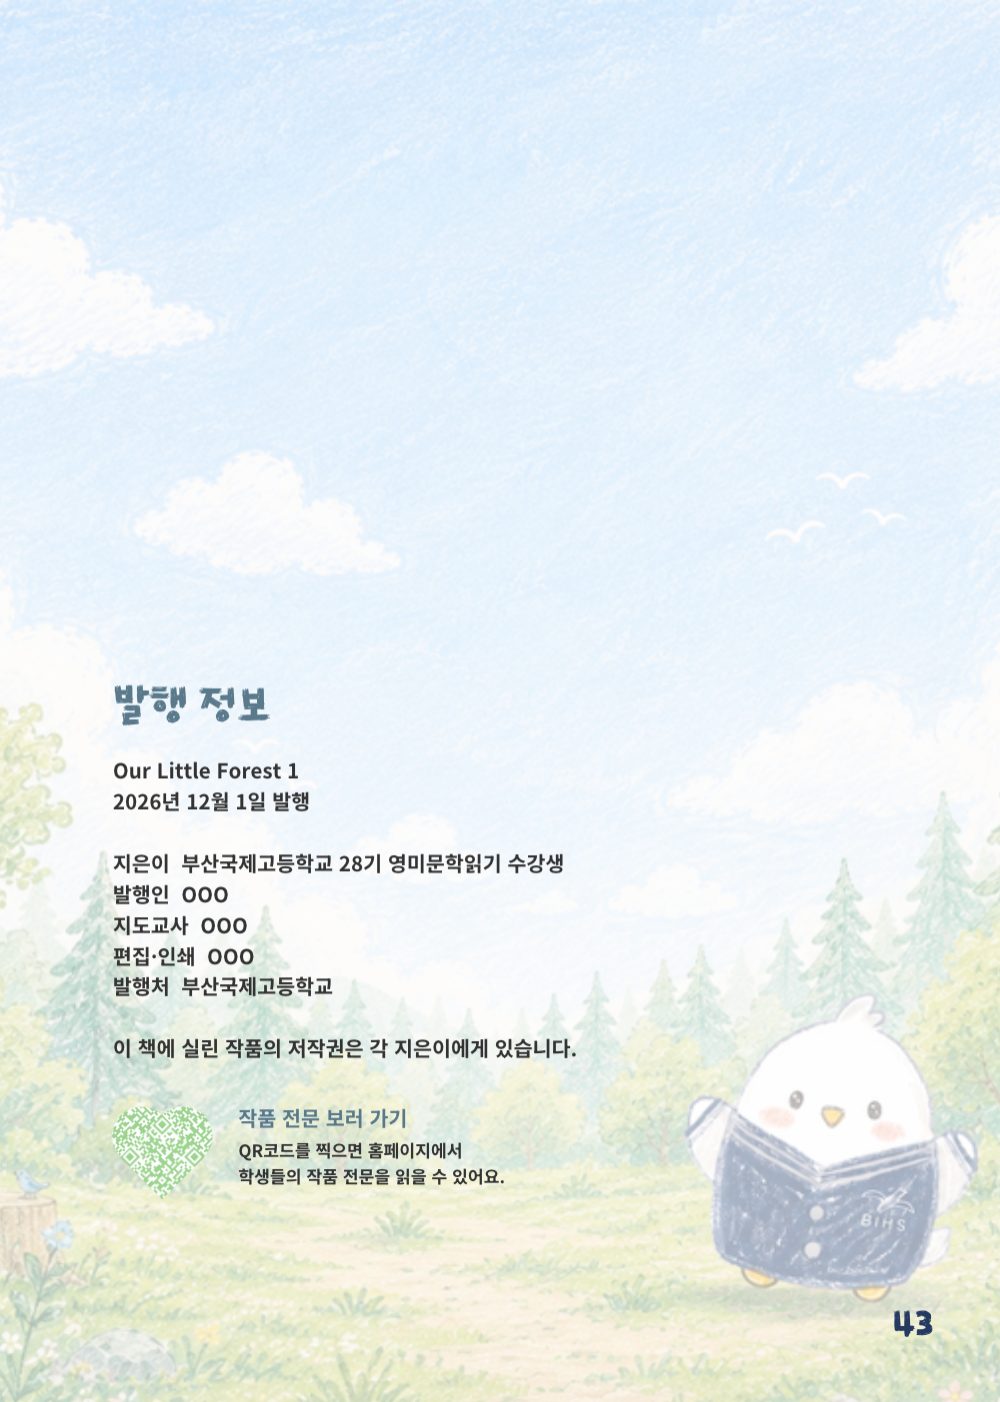 발행 정보
Our Little Forest 1
2026년 12월 1일 발행
지은이 부산국제고등학교 28기 영미문학읽기 수강생
발행인 OOO
지도교사 OOO
편집·인쇄 OOO
발행처 부산국제고등학교
이 책에 실린 작품의 저작권은 각 지은이에게 있습니다.
작품 전문 보러 가기
QR코드를 찍으면 홈페이지에서
학생들의 작품 전문을 읽을 수 있어요.
BIHS
43